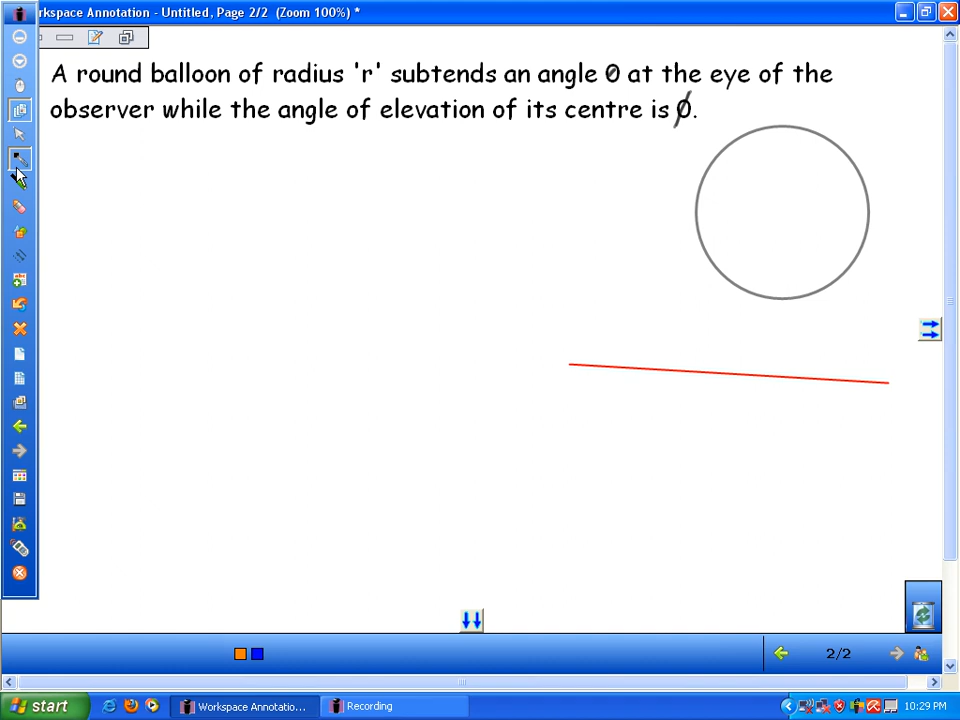 rkspace Annotation - Untitled, Page 2/2 (Zoom 100%) *
A round balloon of radius 'r' subtends an angle θ at the eye of the
observer while the angle of elevation of its centre is ϕ.
2/2
start
Workspace Annotatio...
Recording
10:29 PM